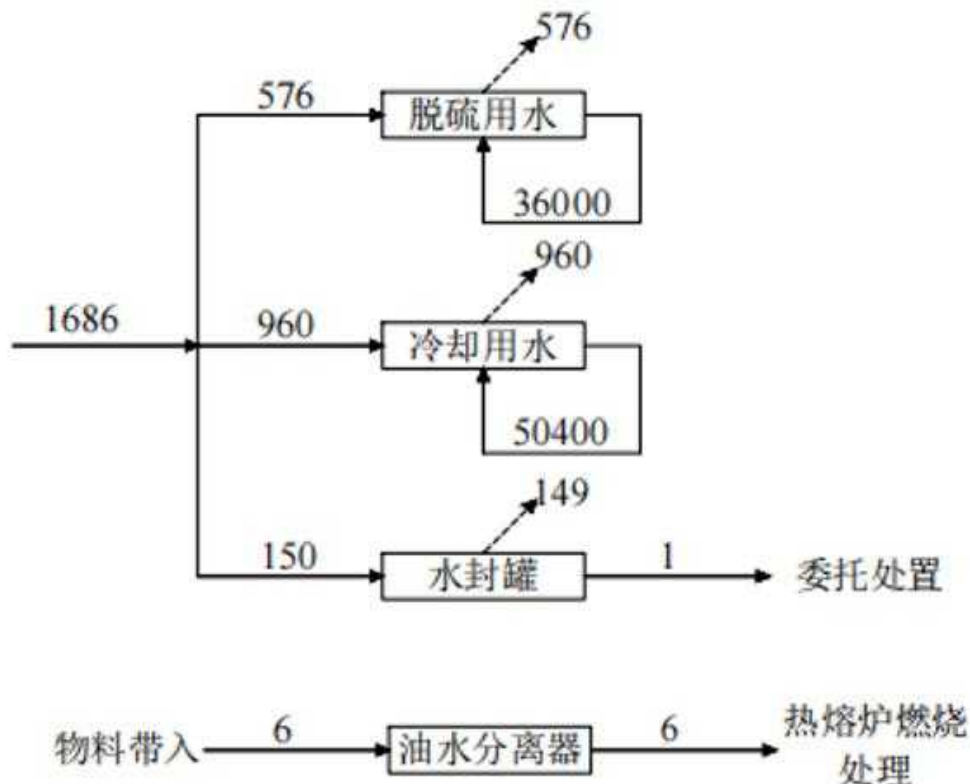 576
576
脱硫用水
36000
960
1686
960
冷却用水
50400
149
150
水封罐
1
委托处置
物料带入
6
油水分离器
6
热熔炉燃烧
处理